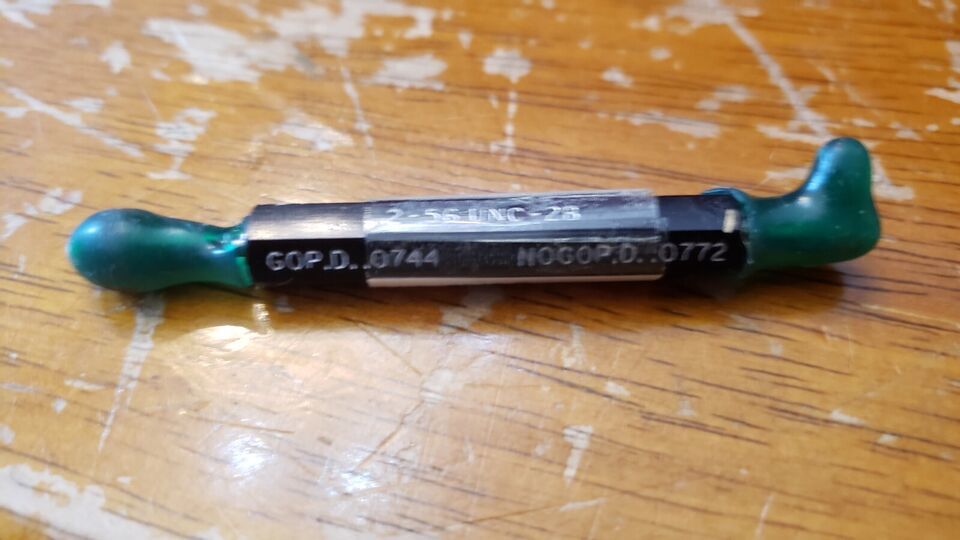 2-56 UNC-2B
GO P.D. .0744 NOGO P.D. .0772